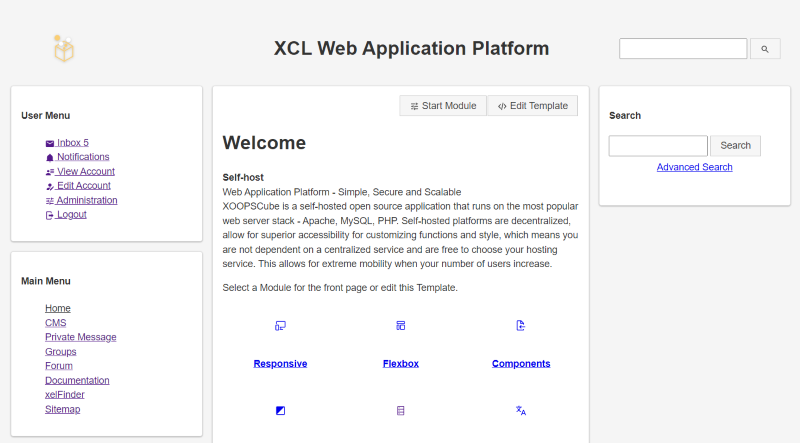 XCL Web Application Platform
User Menu
Inbox 5
Notifications
View Account
Edit Account
Administration
Logout
Main Menu
Home
CMS
Private Message
Groups
Forum
Documentation
xelFinder
Sitemap
Start Module
Edit Template
Welcome
Self-host
Web Application Platform - Simple, Secure and Scalable
XOOPSCube is a self-hosted open source application that runs on the most popular
web server stack - Apache, MySQL, PHP. Self-hosted platforms are decentralized,
allow for superior accessibility for customizing functions and style, which means you
are not dependent on a centralized service and are free to choose your hosting
service. This allows for extreme mobility when your number of users increase.
Select a Module for the front page or edit this Template.
Responsive
Flexbox
Components
Search
Search
Advanced Search